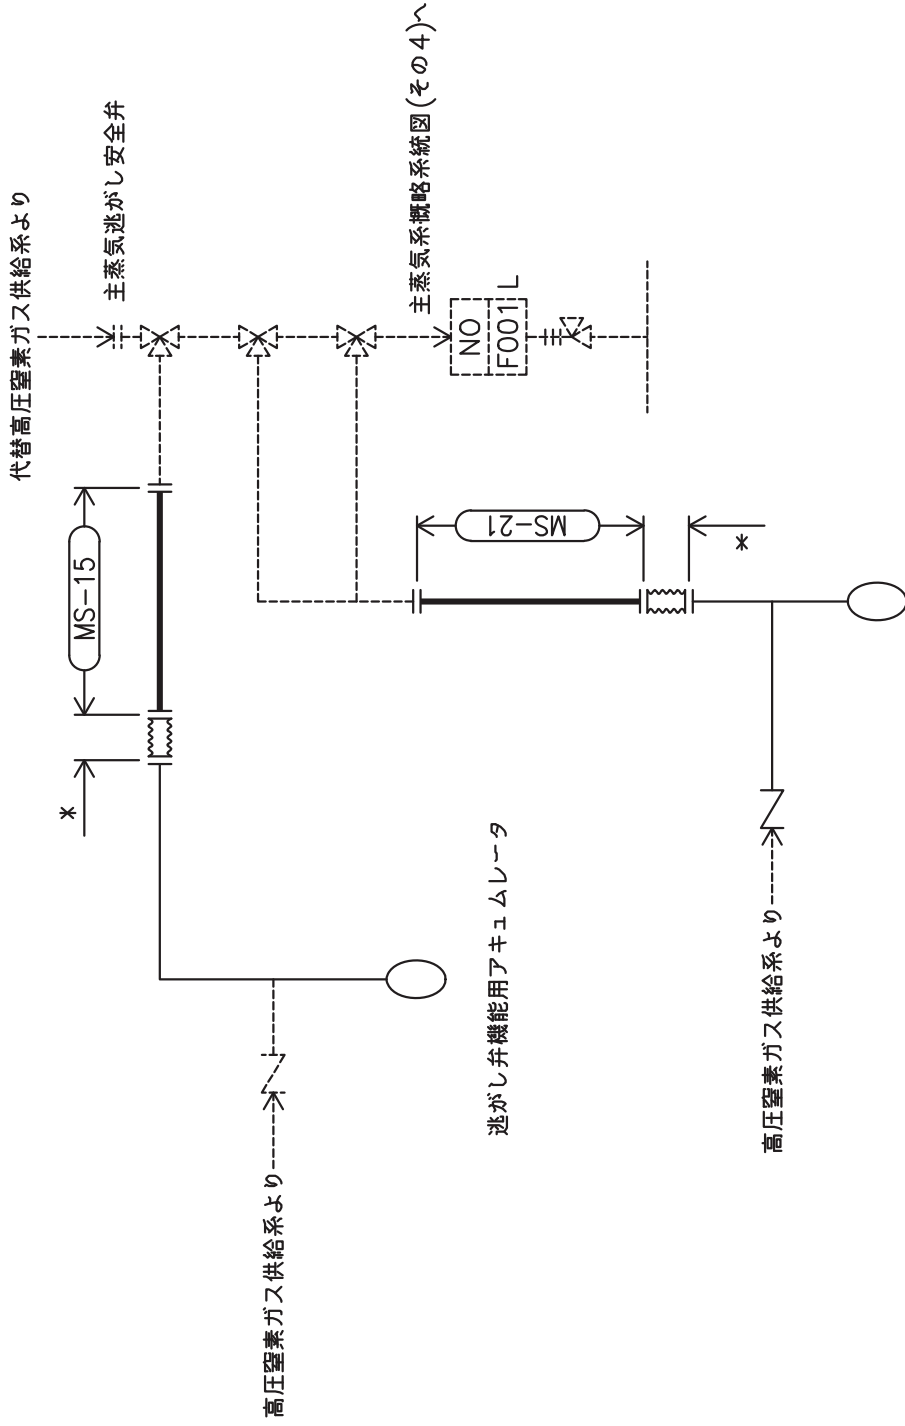 代替高圧窒素ガス供給系より
主蒸気逃がし安全弁
MS-15
*
主蒸気系概略系統図(その4)へ
NO
F001 L
MS-21
*
逃がし弁機能用アキュムレータ
高圧窒素ガス供給系より
高圧窒素ガス供給系より